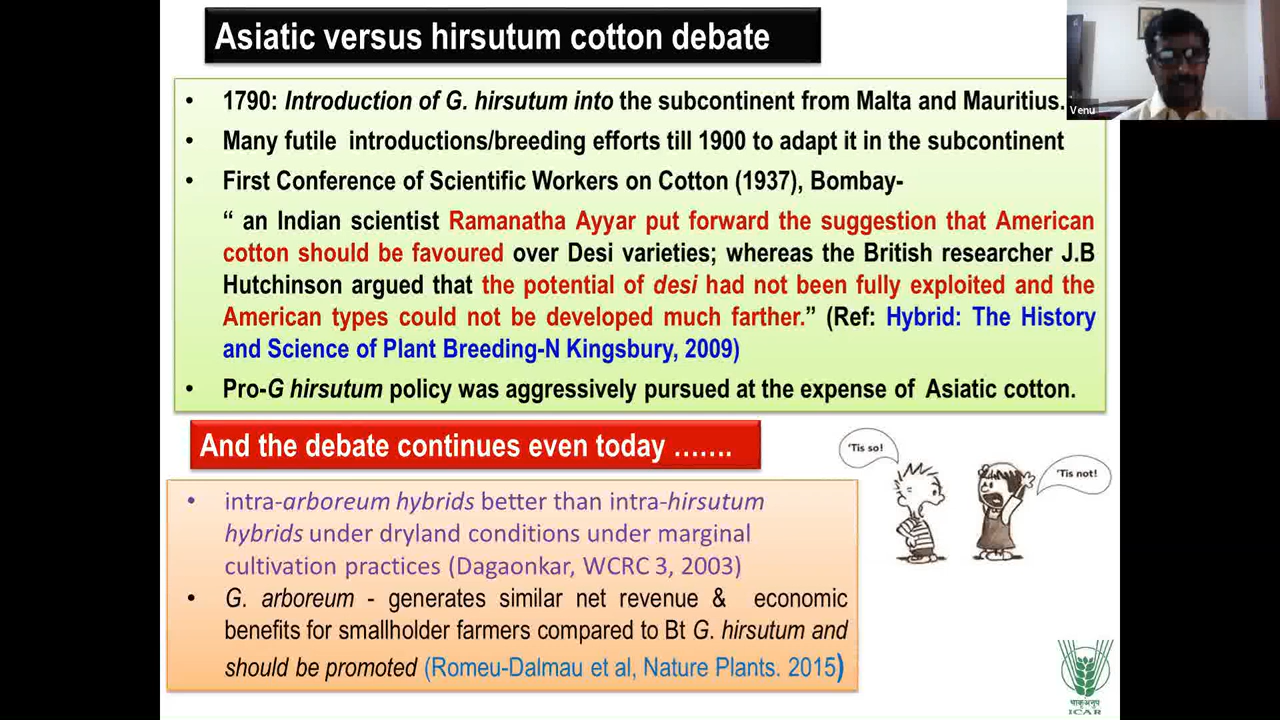 Asiatic versus hirsutum cotton debate
Venu
• 1790: Introduction of G. hirsutum into the subcontinent from Malta and Mauritius.
• Many futile introductions/breeding efforts till 1900 to adapt it in the subcontinent
• First Conference of Scientific Workers on Cotton (1937), Bombay-
“ an Indian scientist Ramanatha Ayyar put forward the suggestion that American
cotton should be favoured over Desi varieties; whereas the British researcher J.B
Hutchinson argued that the potential of desi had not been fully exploited and the
American types could not be developed much farther.” (Ref: Hybrid: The History
and Science of Plant Breeding-N Kingsbury, 2009)
• Pro-G hirsutum policy was aggressively pursued at the expense of Asiatic cotton.
And the debate continues even today …….
'Tis so!
'Tis not!
• intra-arboreum hybrids better than intra-hirsutum
hybrids under dryland conditions under marginal
cultivation practices (Dagaonkar, WCRC 3, 2003)
• G. arboreum - generates similar net revenue & economic
benefits for smallholder farmers compared to Bt G. hirsutum and
should be promoted (Romeu-Dalmau et al, Nature Plants. 2015)
भाकृअनुप
ICAR